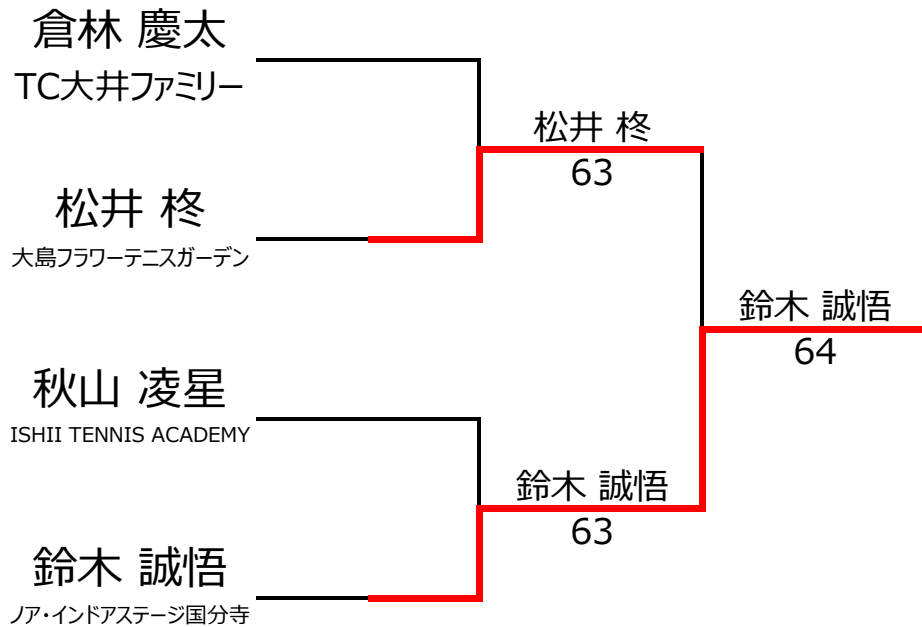 倉林 慶太
TC大井ファミリー
松井 柊
63
松井 柊
大島フラワーテニスガーデン
鈴木 誠悟
64
秋山 凌星
ISHII TENNIS ACADEMY
鈴木 誠悟
63
鈴木 誠悟
ノア・インドアステージ国分寺